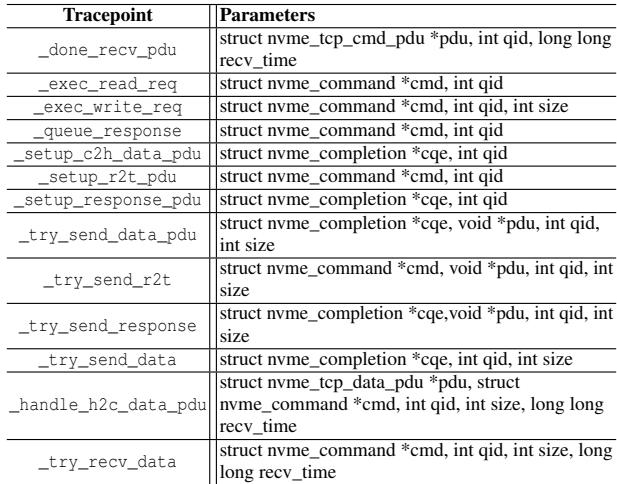 Tracepoint Parameters
_done_recv_pdu struct nvme_tcp_cmd_pdu *pdu, int qid, long long
recv_time
_exec_read_req struct nvme_command *cmd, int qid
_exec_write_req struct nvme_command *cmd, int qid, int size
_queue_response struct nvme_command *cmd, int qid
_setup_c2h_data_pdu struct nvme_completion *cqe, int qid
_setup_r2t_pdu struct nvme_command *cmd, int qid
_setup_response_pdu struct nvme_completion *cqe, int qid
_try_send_data_pdu struct nvme_completion *cqe, void *pdu, int qid,
int size
_try_send_r2t struct nvme_command *cmd, void *pdu, int qid, int
size
_try_send_response struct nvme_completion *cqe,void *pdu, int qid, int
size
_try_send_data struct nvme_completion *cqe, int qid, int size
_handle_h2c_data_pdu struct nvme_tcp_data_pdu *pdu, struct
nvme_command *cmd, int qid, int size, long long
recv_time
_try_recv_data struct nvme_command *cmd, int qid, int size, long
long recv_time